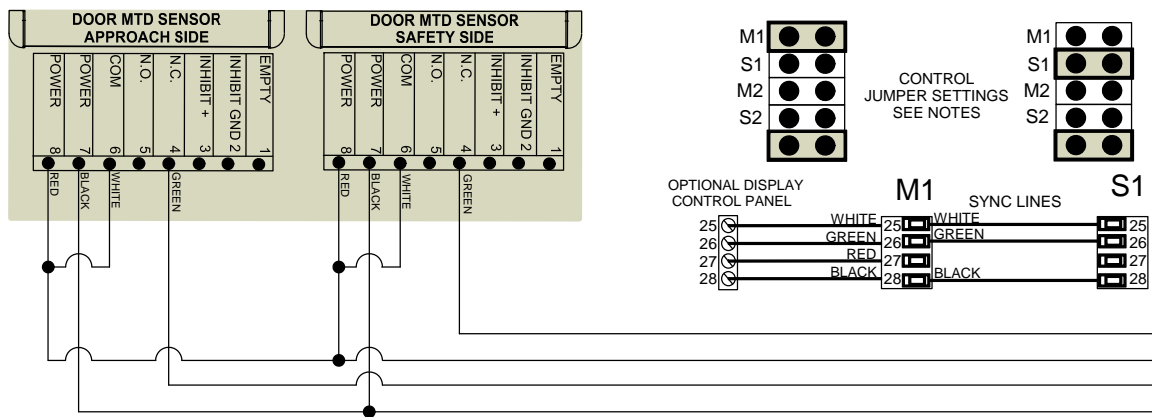 DOOR MTD SENSOR
APPROACH SIDE
POWER
POWER
COM
N.O.
N.C.
INHIBIT +
INHIBIT GND 2
EMPTY
8
7
6
5
4
3
2
1
RED
BLACK
WHITE
GREEN
DOOR MTD SENSOR
SAFETY SIDE
POWER
POWER
COM
N.O.
N.C.
INHIBIT +
INHIBIT GND 2
EMPTY
8
7
6
5
4
3
2
1
RED
BLACK
WHITE
GREEN
M1
S1
M2
S2
CONTROL
JUMPER SETTINGS
SEE NOTES
M1
S1
M2
S2
OPTIONAL DISPLAY
CONTROL PANEL
M1
SYNC LINES
S1
25 WHITE 25 WHITE 25
26 GREEN 26 GREEN 26
27 RED 27 27
28 BLACK 28 BLACK 28